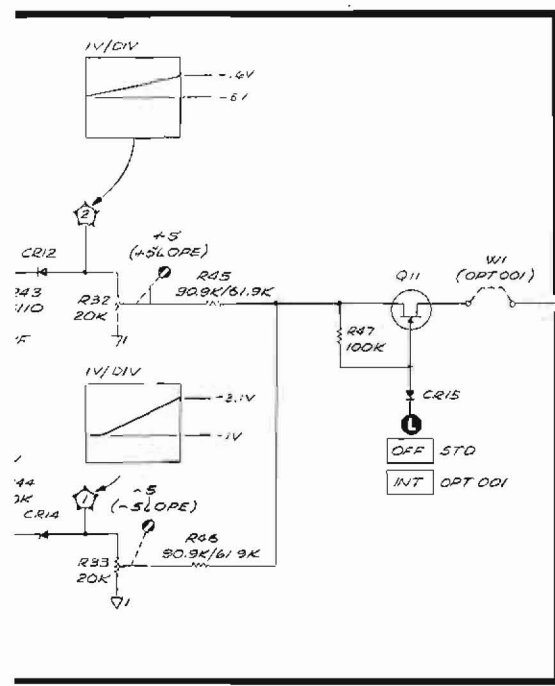 1V/DIV
-.4V
2
+5
(+SLOPE)
CR12
R45
90.9K/61.9K
W1
(OPT 001)
Q11
R32
20K
R47
100K
1V/DIV
-3.1V
-1V
CR15
L
OFF STD
INT OPT 001
1
-5
(-SLOPE)
CR14
R46
90.9K/61.9K
R33
20K
1